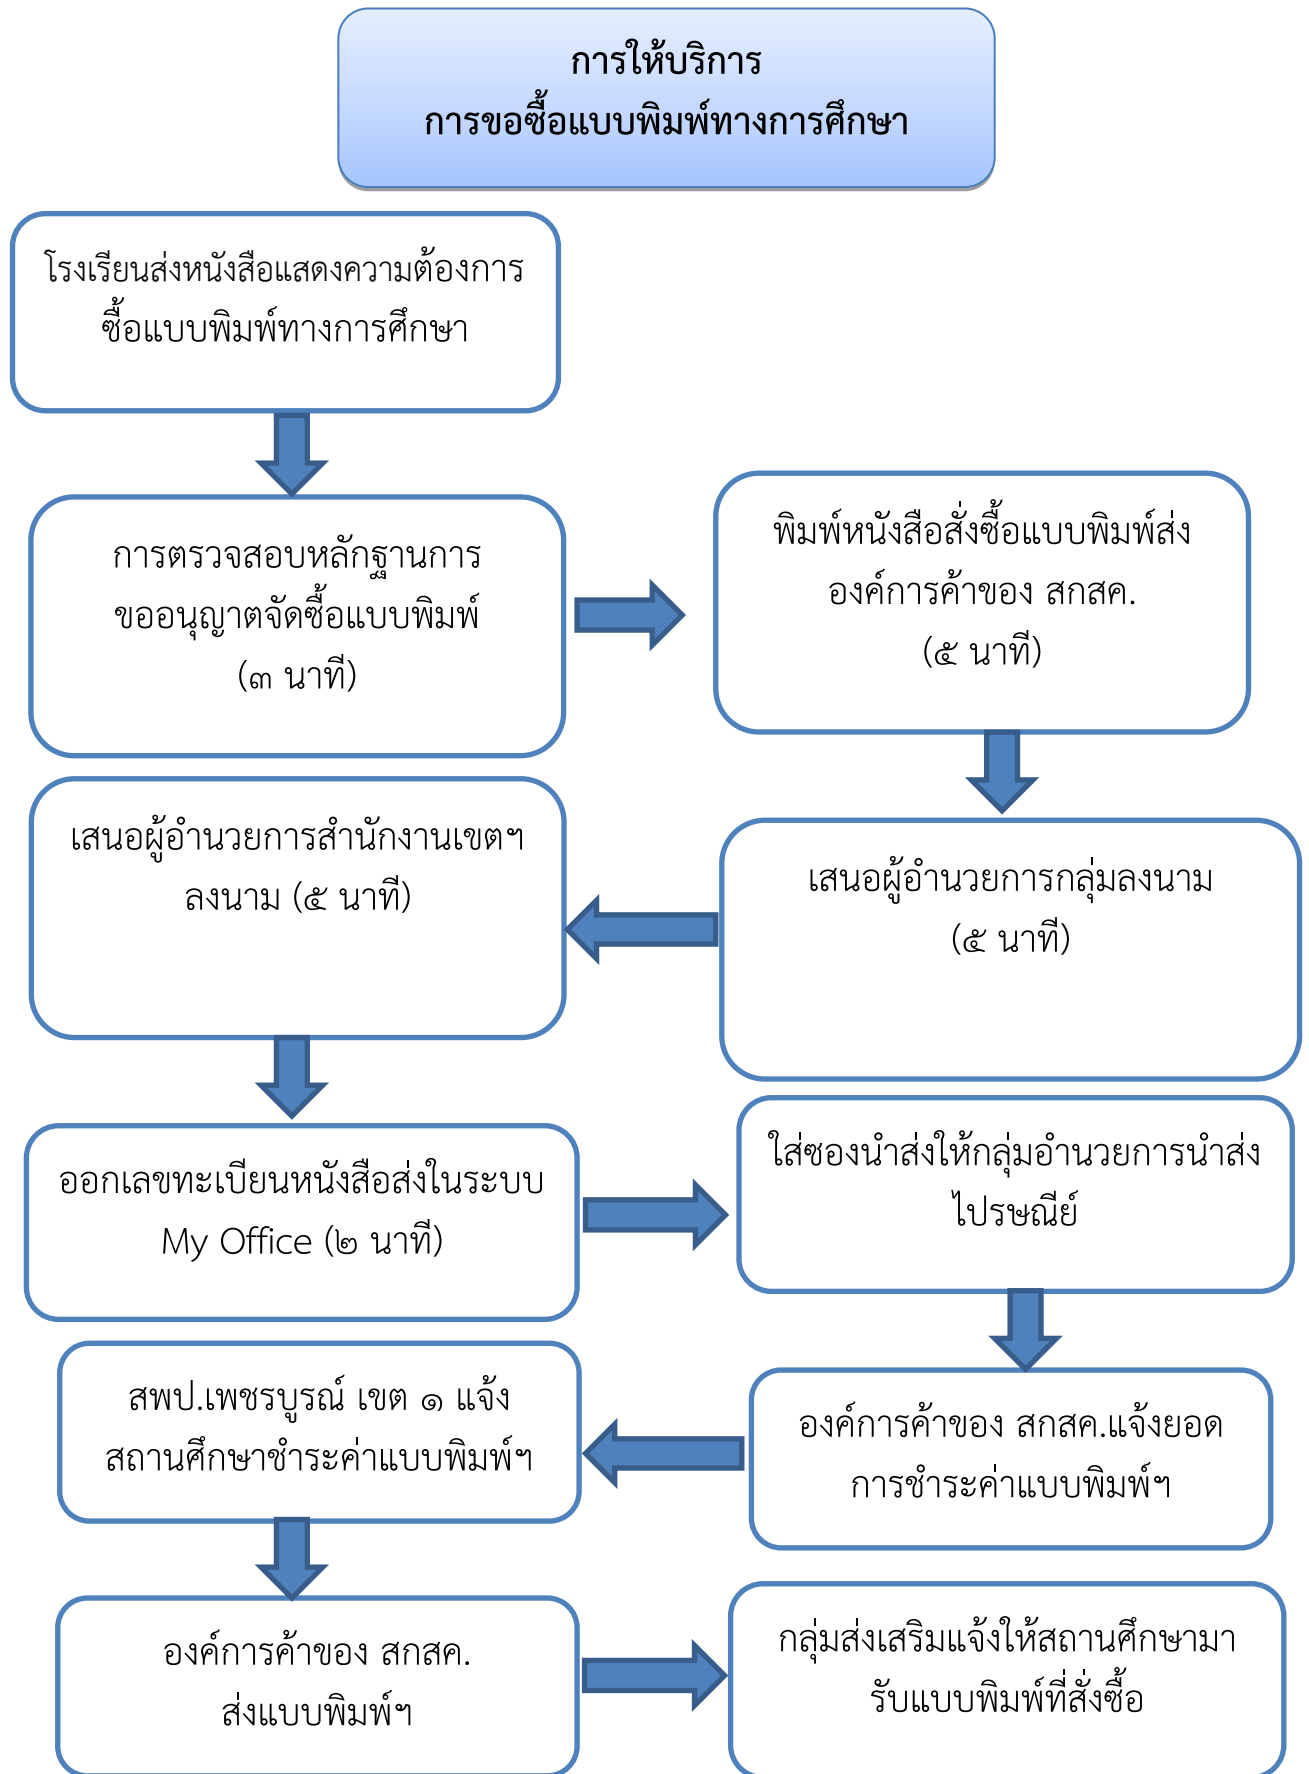 การให้บริการ
การขอซื้อแบบพิมพ์ทางการศึกษา
โรงเรียนส่งหนังสือแสดงความต้องการ
ซื้อแบบพิมพ์ทางการศึกษา
การตรวจสอบหลักฐานการ
ขออนุญาตจัดซื้อแบบพิมพ์
(๓ นาที)
พิมพ์หนังสือสั่งซื้อแบบพิมพ์ส่ง
องค์การค้าของ สกสค.
(๕ นาที)
เสนอผู้อำนวยการกลุ่มลงนาม
(๕ นาที)
เสนอผู้อำนวยการสำนักงานเขตฯ
ลงนาม (๕ นาที)
ออกเลขทะเบียนหนังสือส่งในระบบ
My Office (๒ นาที)
ใส่ซองนำส่งให้กลุ่มอำนวยการนำส่ง
ไปรษณีย์
องค์การค้าของ สกสค.แจ้งยอด
การชำระค่าแบบพิมพ์ฯ
สพป.เพชรบูรณ์ เขต ๑ แจ้ง
สถานศึกษาชำระค่าแบบพิมพ์ฯ
องค์การค้าของ สกสค.
ส่งแบบพิมพ์ฯ
กลุ่มส่งเสริมแจ้งให้สถานศึกษามา
รับแบบพิมพ์ที่สั่งซื้อ